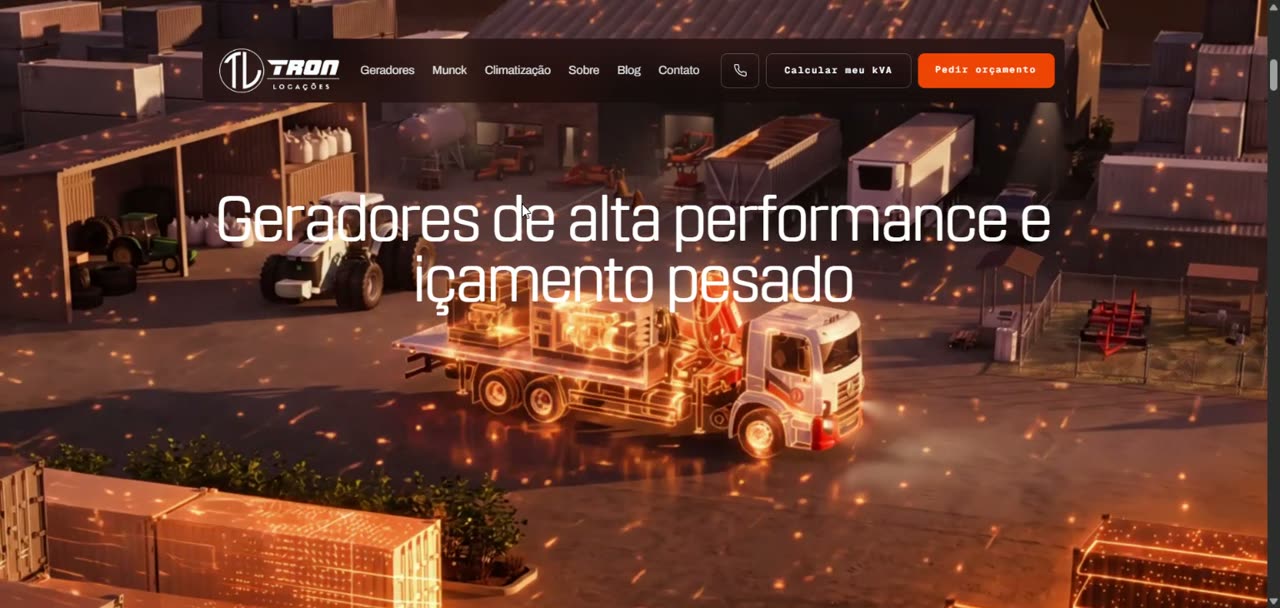 TL TRON
LOCAÇÕES
Geradores
Munck
Climatização
Sobre
Blog
Contato
Calcular meu kVA
Pedir orçamento
Geradores de alta performance e
içamento pesado